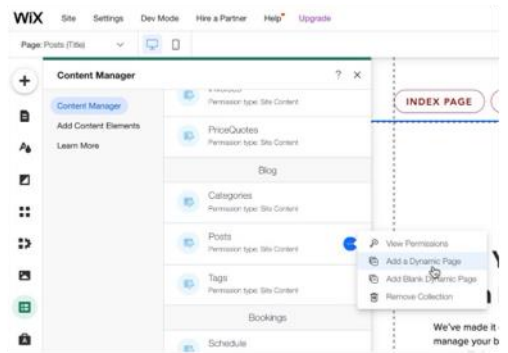 WiX Site Settings Dev Mode Hire a Partner Help Upgrade
Page: Posts (Title)
Content Manager ? ×
Content Manager
Add Content Elements
Learn More
Permission type: Site Content
PriceQuotes
Permission type: Site Content
Blog
Categories
Permission type: Site Content
Posts
Permission type: Site Content
Tags
Permission type: Site Content
Bookings
Schedule
View Permissions
Add a Dynamic Page
Add Blank Dynamic Page
Remove Collection
INDEX PAGE
We've made it
manage your b